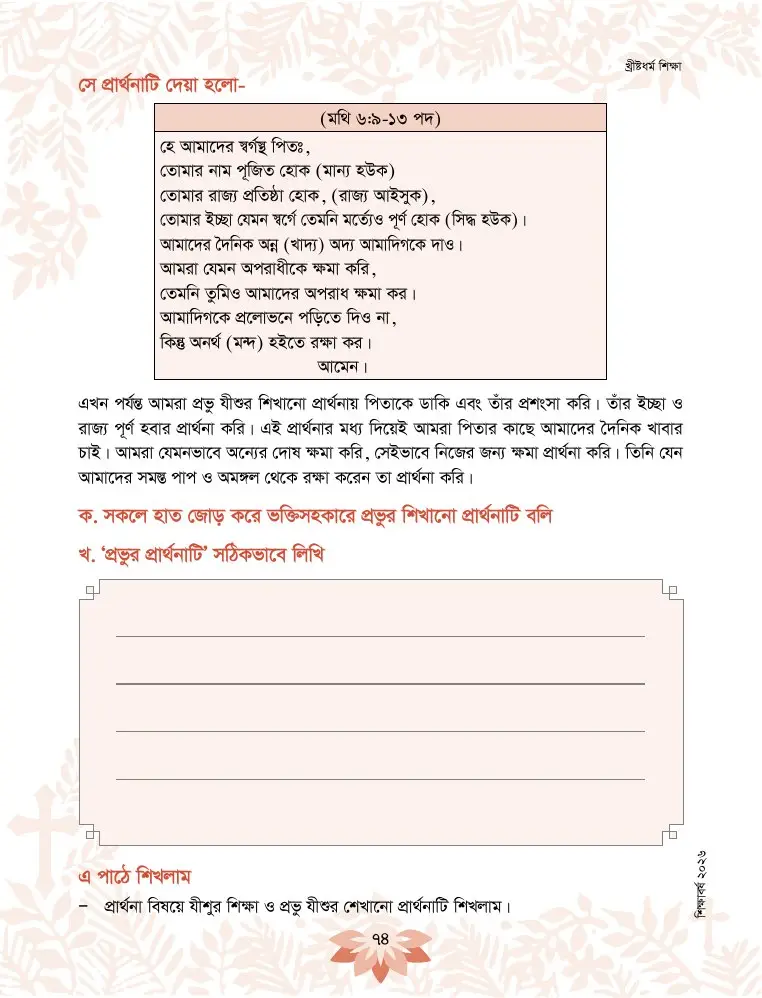 খ্রীষ্টধর্ম শিক্ষা
সে প্রার্থনাটি দেয়া হলো-
(মথি ৬:৯-১৩ পদ)
হে আমাদের স্বর্গস্থ পিতঃ,
তোমার নাম পূজিত হোক (মান্য হউক)
তোমার রাজ্য প্রতিষ্ঠা হোক, (রাজ্য আইসুক),
তোমার ইচ্ছা যেমন স্বর্গে তেমনি মর্ত্যেও পূর্ণ হোক (সিদ্ধ হউক)।
আমাদের দৈনিক অন্ন (খাদ্য) অদ্য আমাদিগকে দাও।
আমরা যেমন অপরাধীকে ক্ষমা করি,
তেমনি তুমিও আমাদের অপরাধ ক্ষমা কর।
আমাদিগকে প্রলোভনে পড়িতে দিও না,
কিন্তু অনর্থ (মন্দ) হইতে রক্ষা কর।
আমেন।
এখন পর্যন্ত আমরা প্রভু যীশুর শিখানো প্রার্থনায় পিতাকে ডাকি এবং তাঁর প্রশংসা করি। তাঁর ইচ্ছা ও
রাজ্য পূর্ণ হবার প্রার্থনা করি। এই প্রার্থনার মধ্য দিয়েই আমরা পিতার কাছে আমাদের দৈনিক খাবার
চাই। আমরা যেমনভাবে অন্যের দোষ ক্ষমা করি, সেইভাবে নিজের জন্য ক্ষমা প্রার্থনা করি। তিনি যেন
আমাদের সমস্ত পাপ ও অমঙ্গল থেকে রক্ষা করেন তা প্রার্থনা করি।
ক. সকলে হাত জোড় করে ভক্তিসহকারে প্রভুর শিখানো প্রার্থনাটি বলি
খ. ‘প্রভুর প্রার্থনাটি’ সঠিকভাবে লিখি
এ পাঠে শিখলাম
– প্রার্থনা বিষয়ে যীশুর শিক্ষা ও প্রভু যীশুর শেখানো প্রার্থনাটি শিখলাম।
শিক্ষাবর্ষ ২০২৬
৭৪